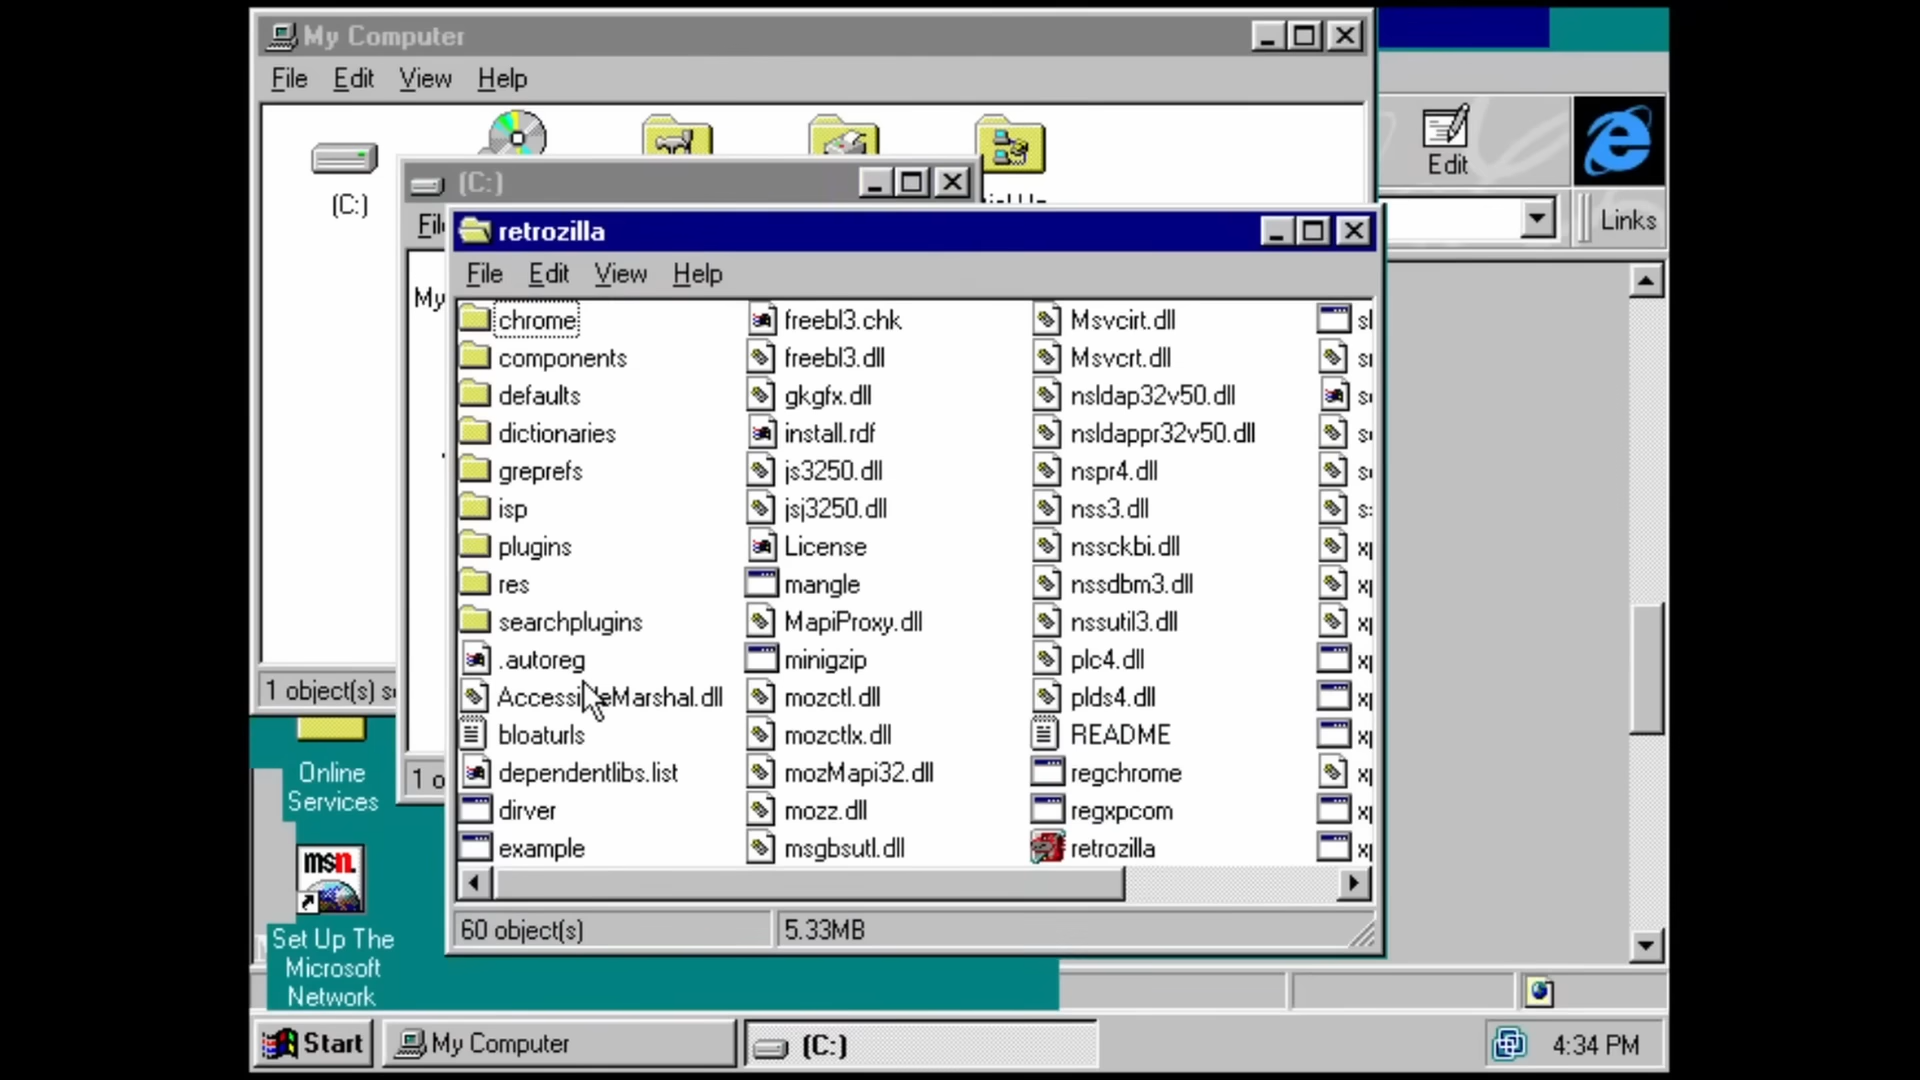 My Computer
File Edit View Help
Edit
(C:)
Links
(C:)
retrozilla
File Edit View Help
My
chrome
components
defaults
dictionaries
greprefs
isp
plugins
res
searchplugins
.autoreg
bloaturls
dependentlibs.list
dirver
example
freebl3.chk
freebl3.dll
gkgfx.dll
install.rdf
js3250.dll
jsj3250.dll
License
mangle
MapiProxy.dll
minigzip
mozctl.dll
mozctlx.dll
mozMapi32.dll
mozz.dll
msgbsutl.dll
Msvcirt.dll
Msvcrt.dll
nsldap32v50.dll
nsldappr32v50.dll
nspr4.dll
nss3.dll
nssckbi.dll
nssdbm3.dll
nssutil3.dll
plc4.dll
plds4.dll
README
regchrome
regxpcom
retrozilla
60 object(s)
5.33MB
1 object(s)
Online
Services
msn.
Set Up The
Microsoft
Network
Start
My Computer
(C:)
4:34 PM